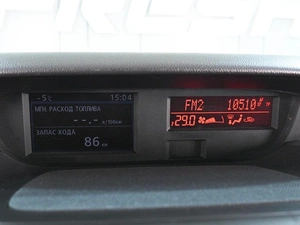 -5°C 15:04
МГН. РАСХОД ТОПЛИВА
--.- л/100км
ЗАПАС ХОДА
86 км
FM2 10510
29.0